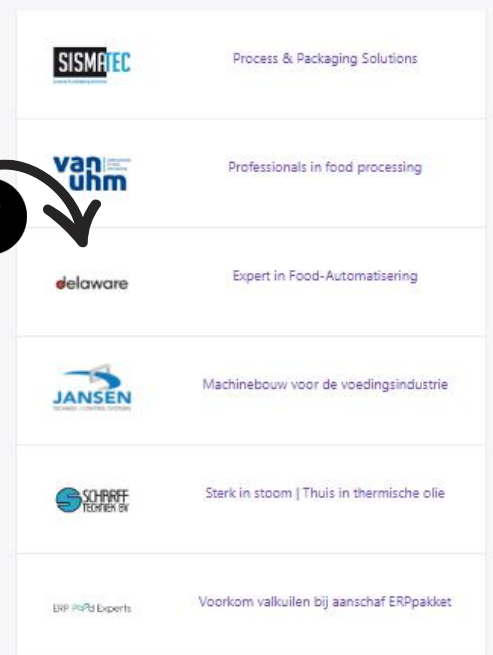 SISMATEC
Process & Packaging Solutions
van
uhm
Professionals in food processing
delaware
Expert in Food-Automatisering
JANSEN
Machinebouw voor de voedingsindustrie
SCHARFF
TECHNIEK BV
Sterk in stoom | Thuis in thermische olie
ERP Food Experts
Voorkom valkuilen bij aanschaf ERPpakket